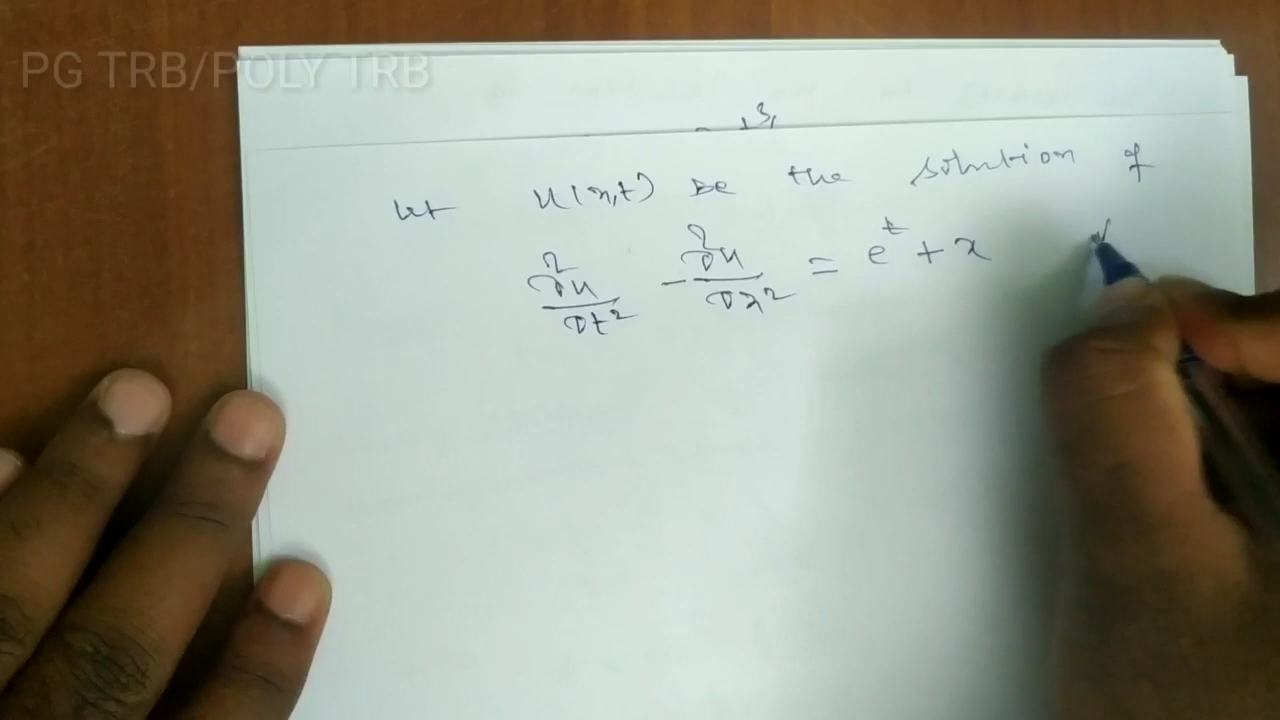 PG TRB/POLY TRB
Let u(x,t) be the solution of
∂²u/∂t² - ∂²u/∂x² = e^t + x